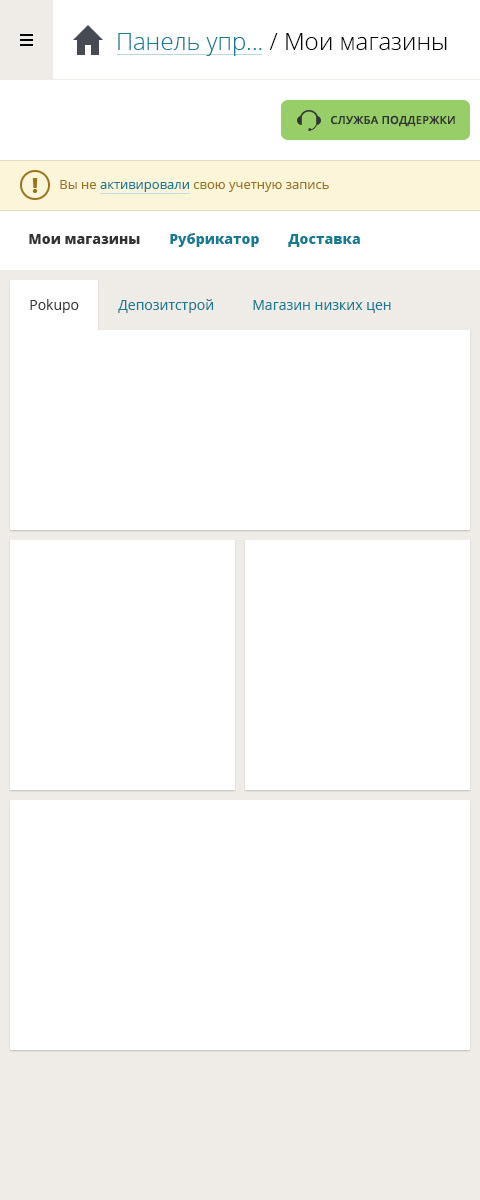 Панель упр... / Мои магазины
СЛУЖБА ПОДДЕРЖКИ
Вы не активировали свою учетную запись
Мои магазины Рубрикатор Доставка
Pokupo Депозитстрой Магазин низких цен